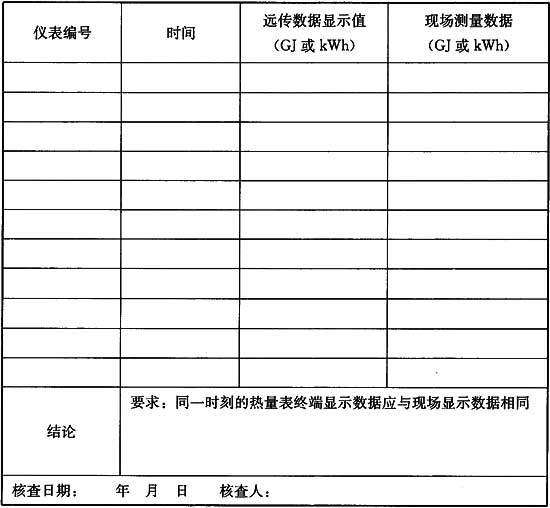 仪表编号 时间 远传数据显示值 现场测量数据
（GJ 或 kWh） （GJ 或 kWh）
要求：同一时刻的热量表终端显示数据应与现场显示数据相同
结论
核查日期： 年 月 日 核查人：